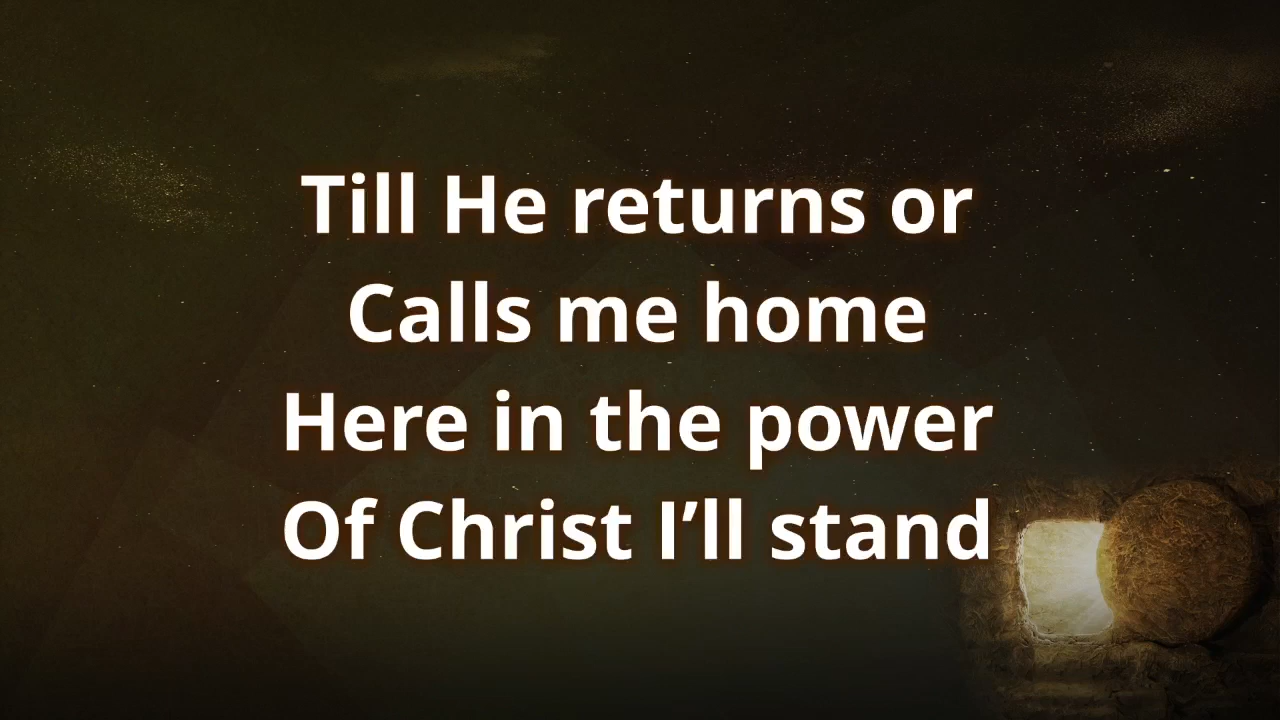 Till He returns or
Calls me home
Here in the power
Of Christ I’ll stand